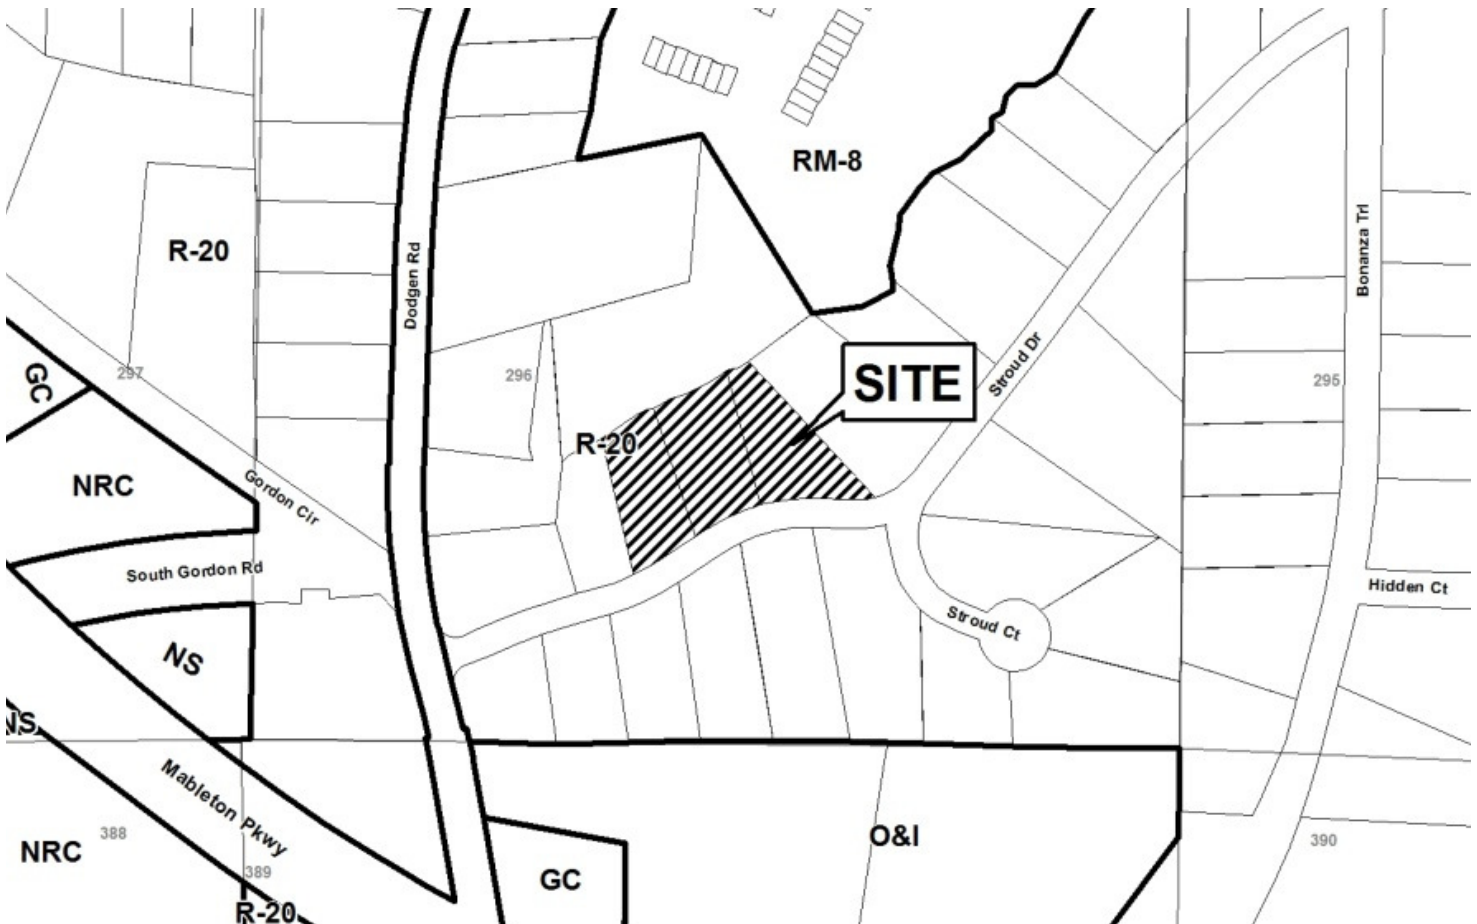 RM-8
R-20
Dodgen Rd
Bonanza Trl
GC
297
296
Stroud Dr
SITE
295
R-20
NRC
Gordon Cir
South Gordon Rd
Hidden Ct
Stroud Ct
NS
NS
Mableton Pkwy
NRC
388
389
O&I
390
GC
R-20